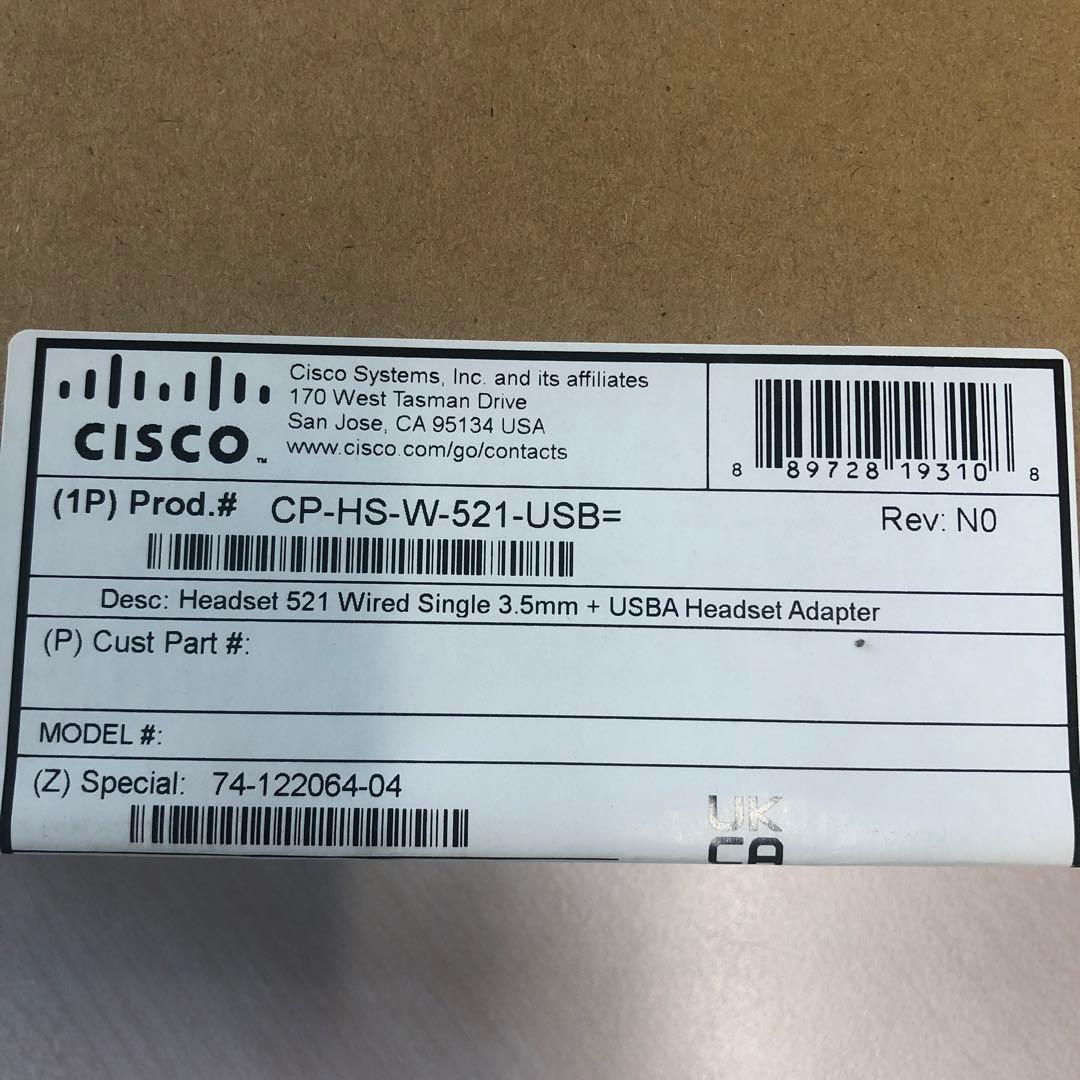 CISCO™
Cisco Systems, Inc. and its affiliates
170 West Tasman Drive
San Jose, CA 95134 USA
www.cisco.com/go/contacts
8 89728 19310 8
(1P) Prod.# CP-HS-W-521-USB=
Rev: N0
Desc: Headset 521 Wired Single 3.5mm + USBA Headset Adapter
(P) Cust Part #:
MODEL #:
(Z) Special: 74-122064-04
UK
CA